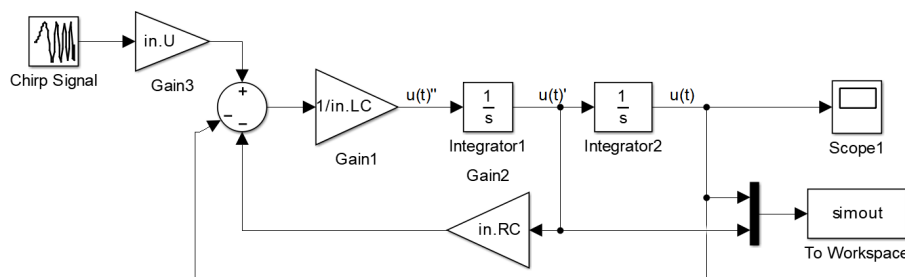 Chirp Signal
in.U
Gain3
+
−
−
1/in.LC
Gain1
u(t)''
1
s
Integrator1
u(t)'
1
s
Integrator2
u(t)
Scope1
Gain2
in.RC
simout
To Workspace